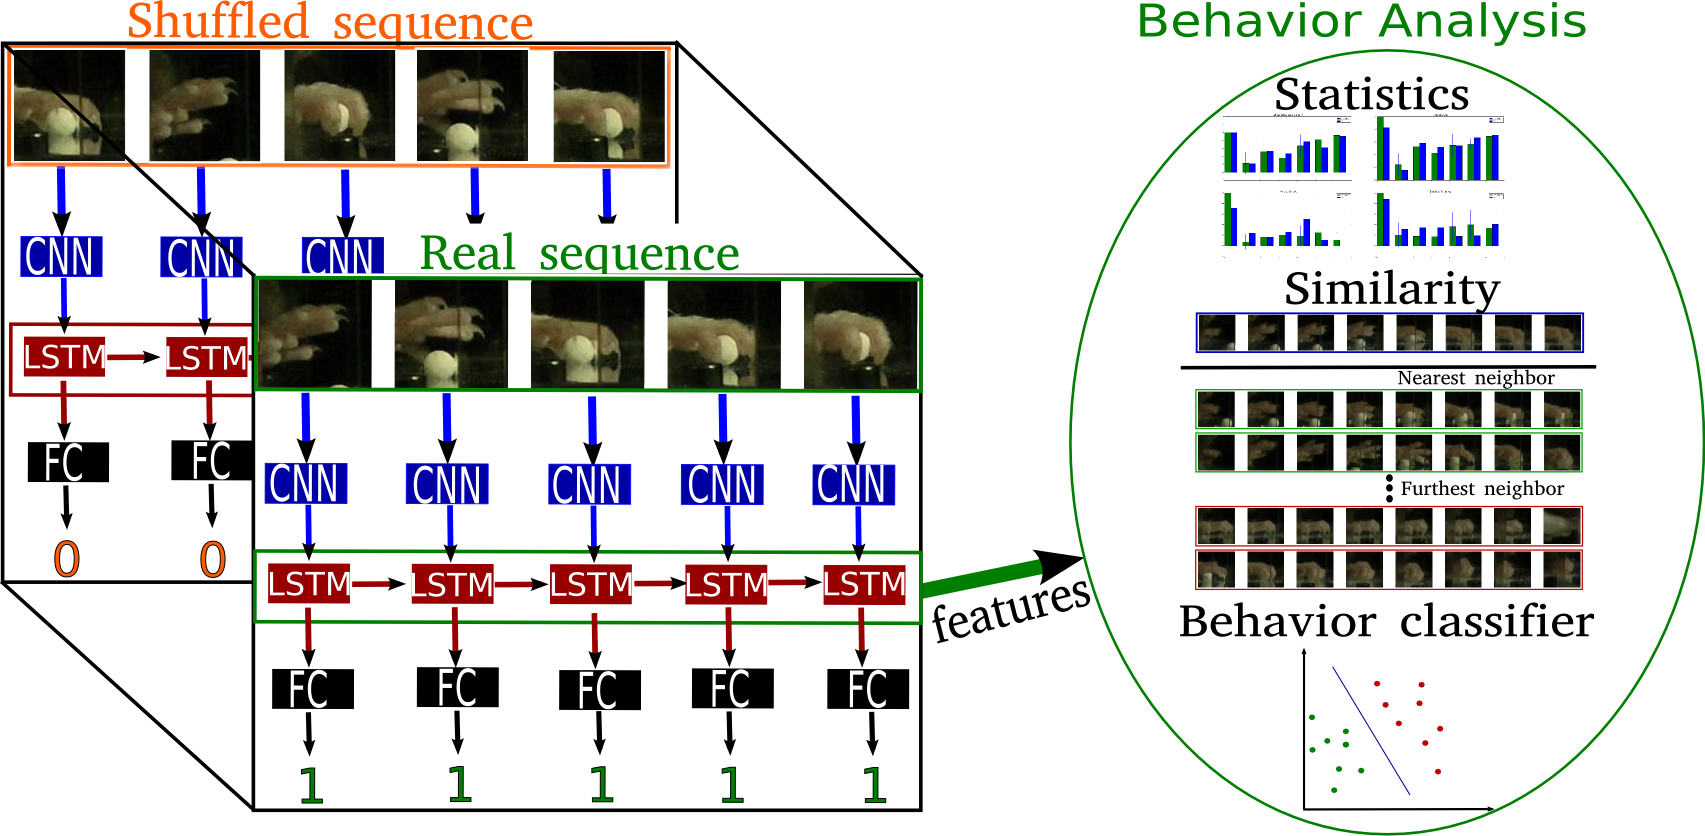 Shuffled sequence
CNN
CNN
CNN
LSTM
LSTM
FC
FC
0
0
Real sequence
CNN
CNN
CNN
CNN
CNN
LSTM
LSTM
LSTM
LSTM
LSTM
FC
FC
FC
FC
FC
1
1
1
1
1
features
Behavior Analysis
Statistics
Similarity
Nearest neighbor
Furthest neighbor
Behavior classifier